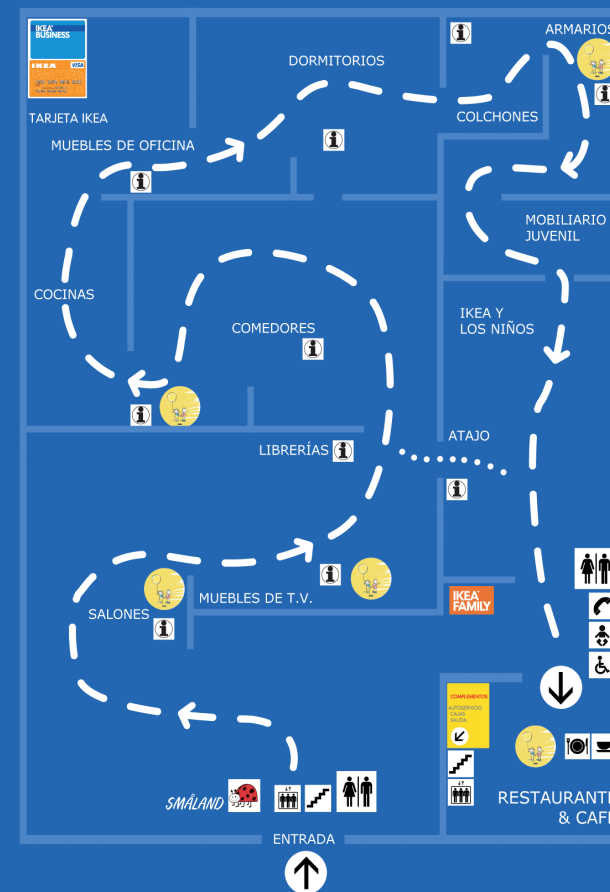 IKEA
BUSINESS
IKEA VISA
TARJETA IKEA
DORMITORIOS
ARMARIOS
COLCHONES
MUEBLES DE OFICINA
MOBILIARIO
JUVENIL
COCINAS
COMEDORES
IKEA Y
LOS NIÑOS
LIBRERÍAS
ATAJO
MUEBLES DE T.V.
SALONES
IKEA
FAMILY
COMPLEMENTOS
AUTOSERVICIO
CAJAS
SALIDA
SMÅLAND
RESTAURANTE
& CAFE
ENTRADA